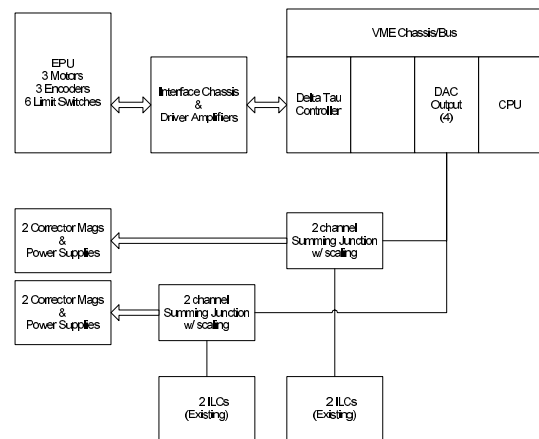 VME Chassis/Bus
EPU
3 Motors
3 Encoders
6 Limit Switches
Interface Chassis
&
Driver Amplifiers
Delta Tau
Controller
DAC
Output
(4)
CPU
2 Corrector Mags
&
Power Supplies
2 channel
Summing Junction
w/ scaling
2 Corrector Mags
&
Power Supplies
2 channel
Summing Junction
w/ scaling
2 ILCs
(Existing)
2 ILCs
(Existing)